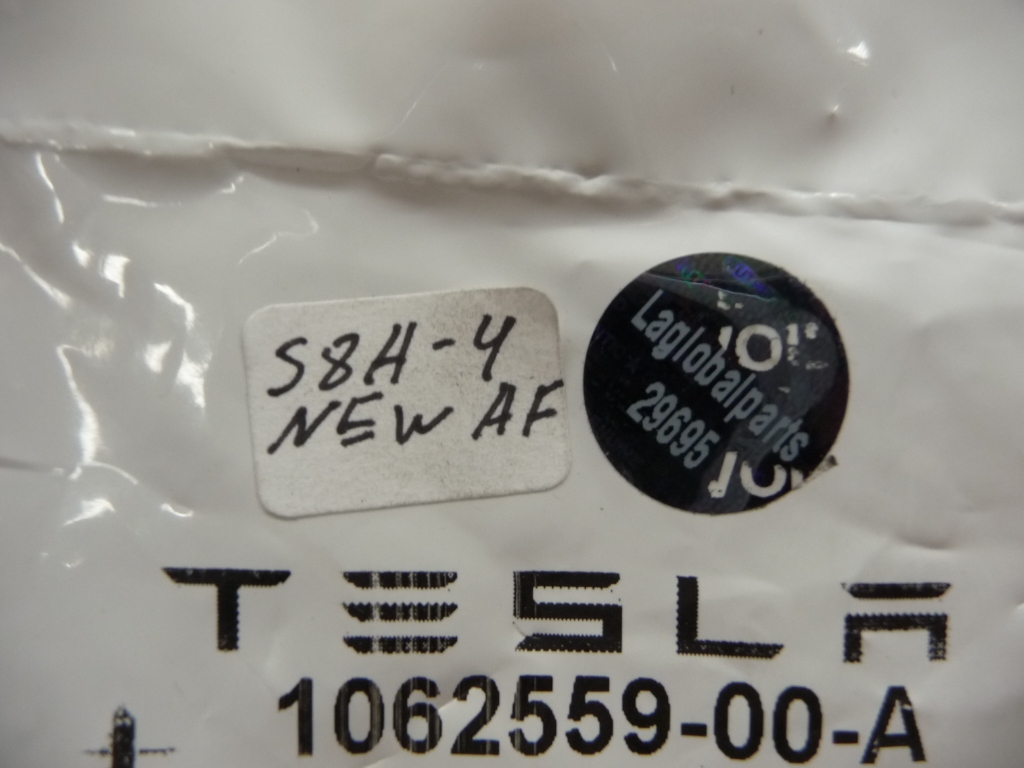 S8H-4
NEW AF
Laglobalparts
29695
TESLA
1062559-00-A